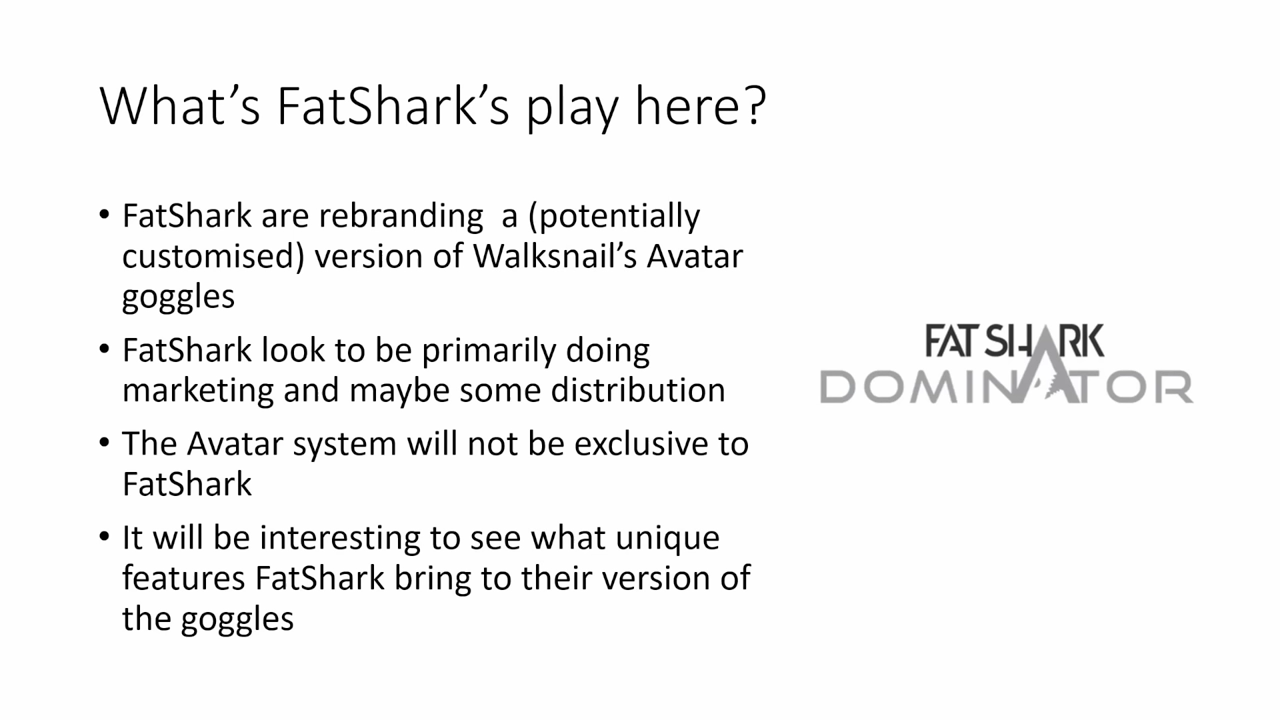 What’s FatShark’s play here?
• FatShark are rebranding  a (potentially
customised) version of Walksnail’s Avatar
goggles
• FatShark look to be primarily doing
marketing and maybe some distribution
• The Avatar system will not be exclusive to
FatShark
• It will be interesting to see what unique
features FatShark bring to their version of
the goggles
FAT SHARK
DOMINATOR